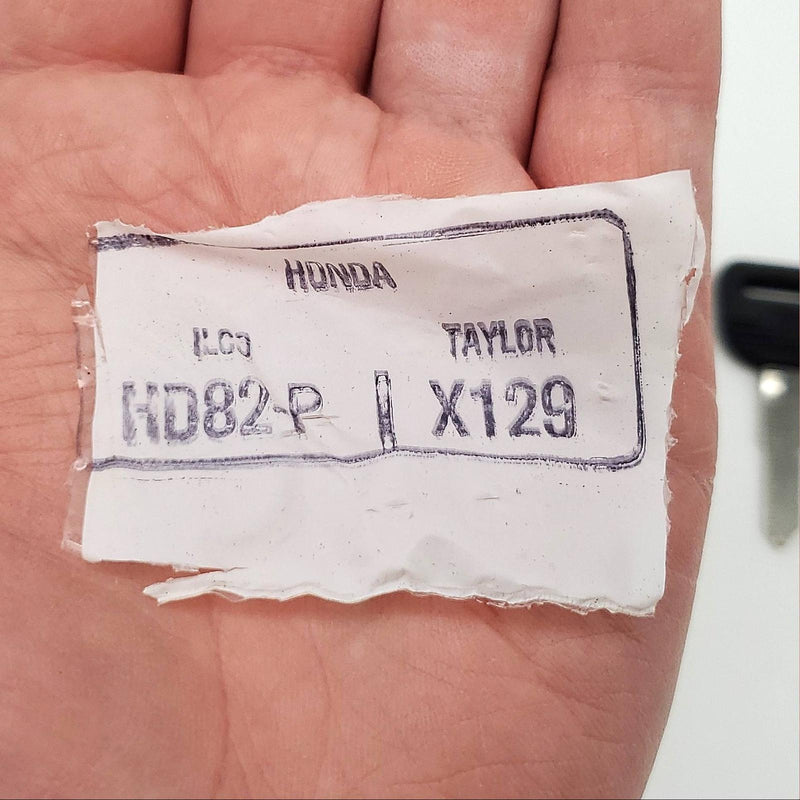 HONDA
ILCO TAYLOR
HD82-P X129